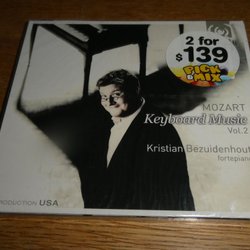 2 for
$139
PICK
MIX
MOZART
Keyboard Music
Vol.2
Kristian Bezuidenhout
fortepiano
PRODUCTION USA